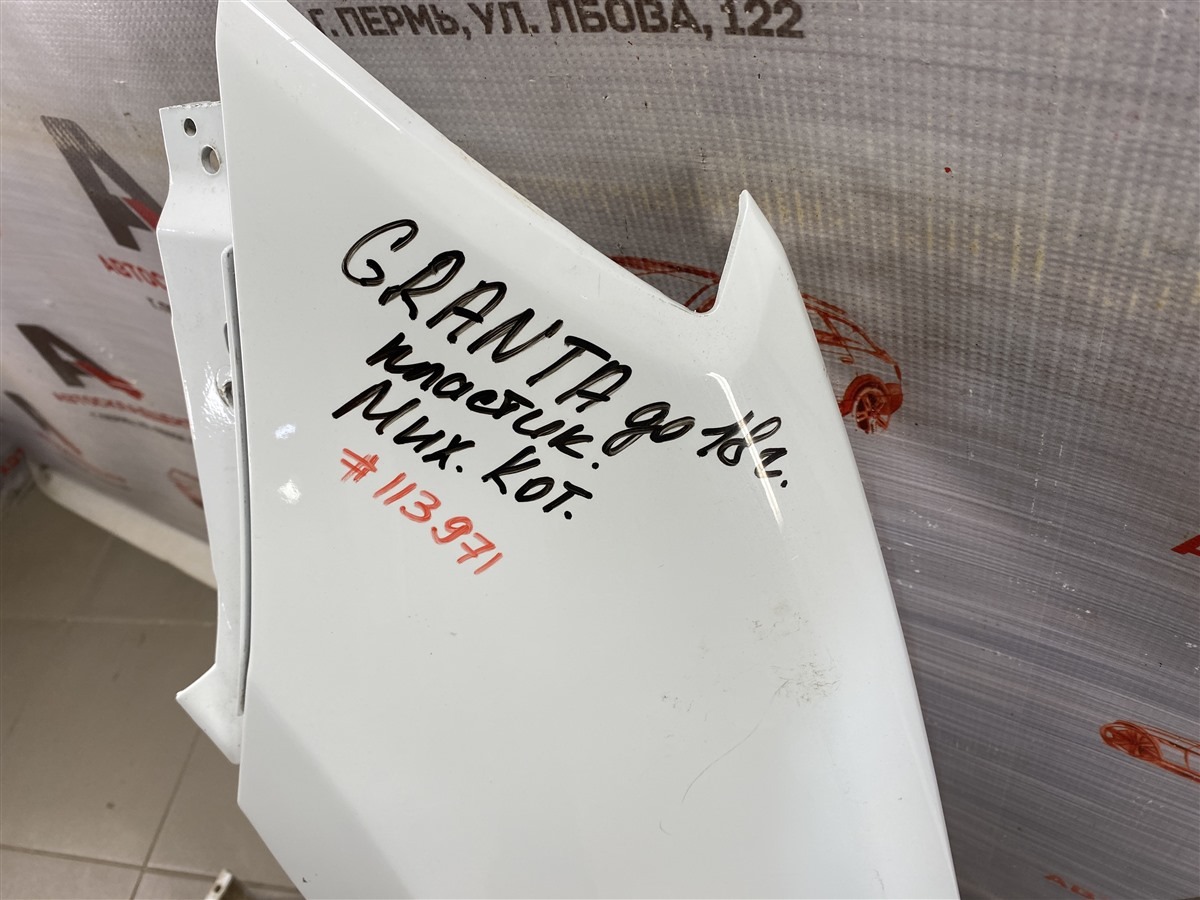 Г. ПЕРМЬ, УЛ. ЛБОВА, 122
GRANTA до 18г.
пластик.
Мих. Кот.
#113971